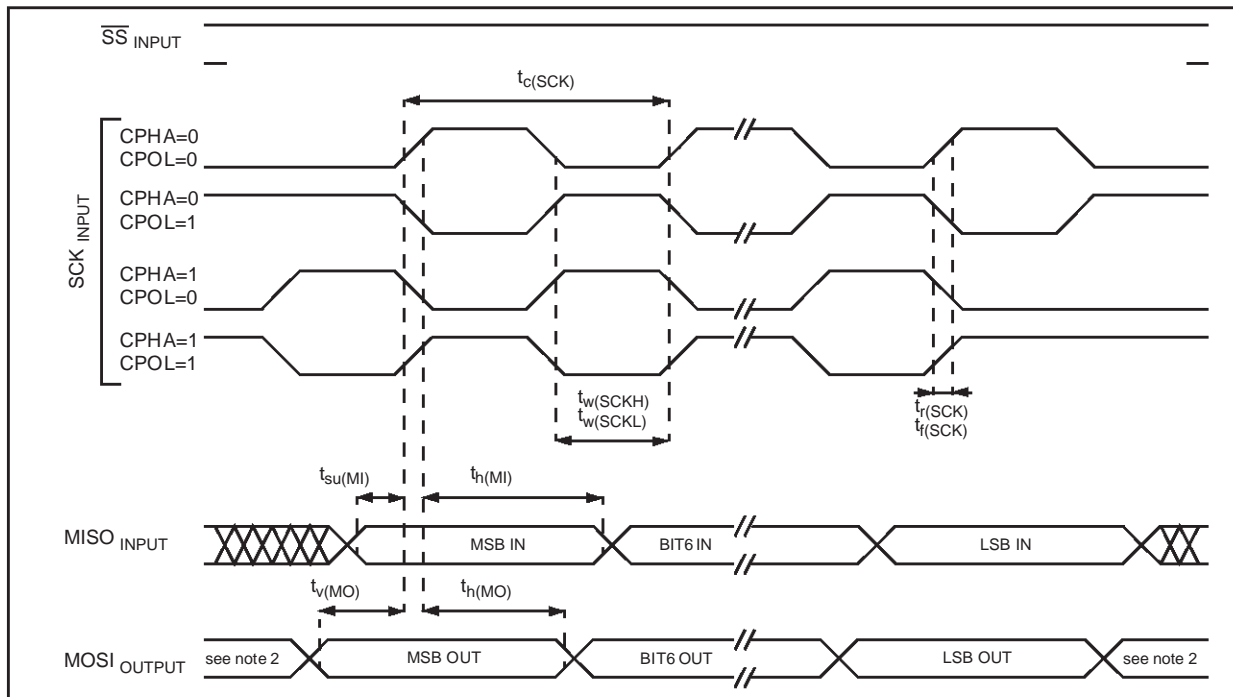 SS INPUT
tc(SCK)
SCK INPUT
CPHA=0
CPOL=0
CPHA=0
CPOL=1
CPHA=1
CPOL=0
CPHA=1
CPOL=1
tw(SCKH)
tw(SCKL)
tr(SCK)
tf(SCK)
tsu(MI)
th(MI)
MISO INPUT
MSB IN
BIT6 IN
LSB IN
tv(MO)
th(MO)
MOSI OUTPUT
see note 2
MSB OUT
BIT6 OUT
LSB OUT
see note 2